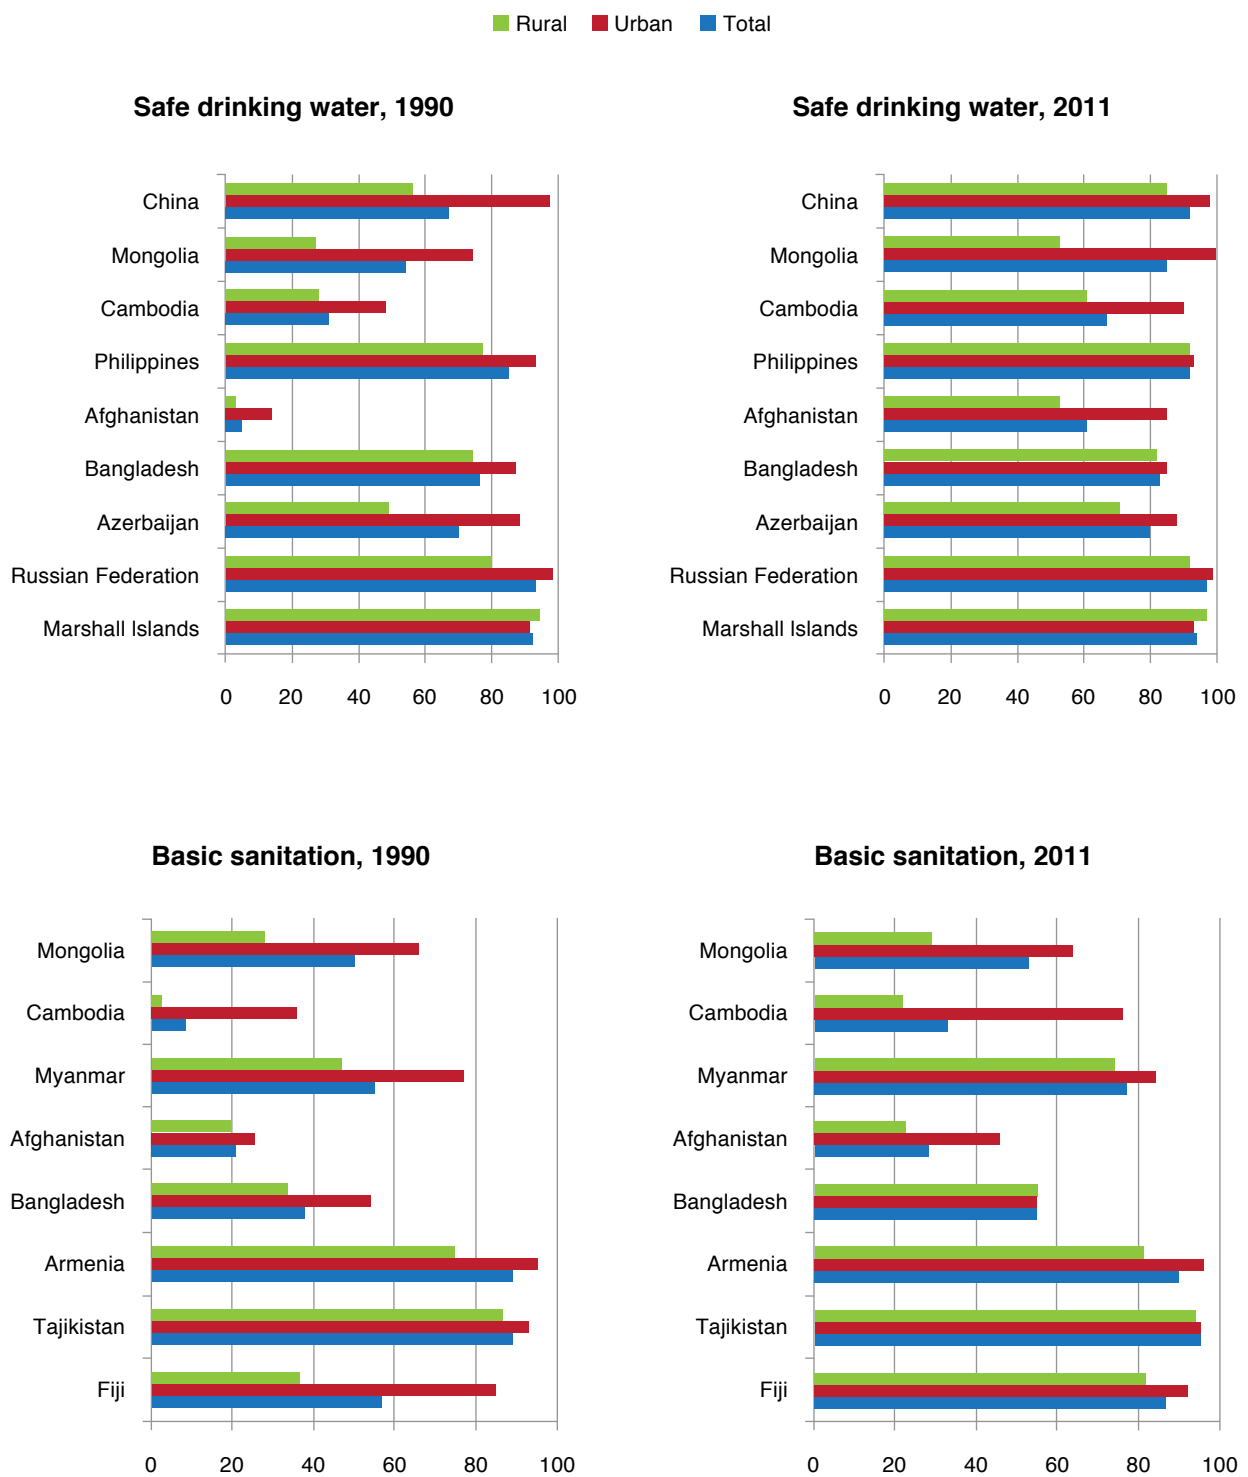 Rural Urban Total
Safe drinking water, 1990
China
Mongolia
Cambodia
Philippines
Afghanistan
Bangladesh
Azerbaijan
Russian Federation
Marshall Islands
0 20 40 60 80 100
Safe drinking water, 2011
China
Mongolia
Cambodia
Philippines
Afghanistan
Bangladesh
Azerbaijan
Russian Federation
Marshall Islands
0 20 40 60 80 100
Basic sanitation, 1990
Mongolia
Cambodia
Myanmar
Afghanistan
Bangladesh
Armenia
Tajikistan
Fiji
0 20 40 60 80 100
Basic sanitation, 2011
Mongolia
Cambodia
Myanmar
Afghanistan
Bangladesh
Armenia
Tajikistan
Fiji
0 20 40 60 80 100